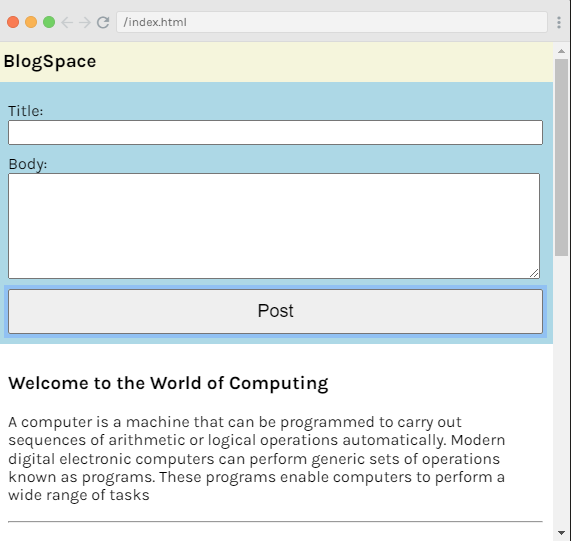 /index.html
BlogSpace
Title:
Body:
Post
Welcome to the World of Computing
A computer is a machine that can be programmed to carry out
sequences of arithmetic or logical operations automatically. Modern
digital electronic computers can perform generic sets of operations
known as programs. These programs enable computers to perform a
wide range of tasks